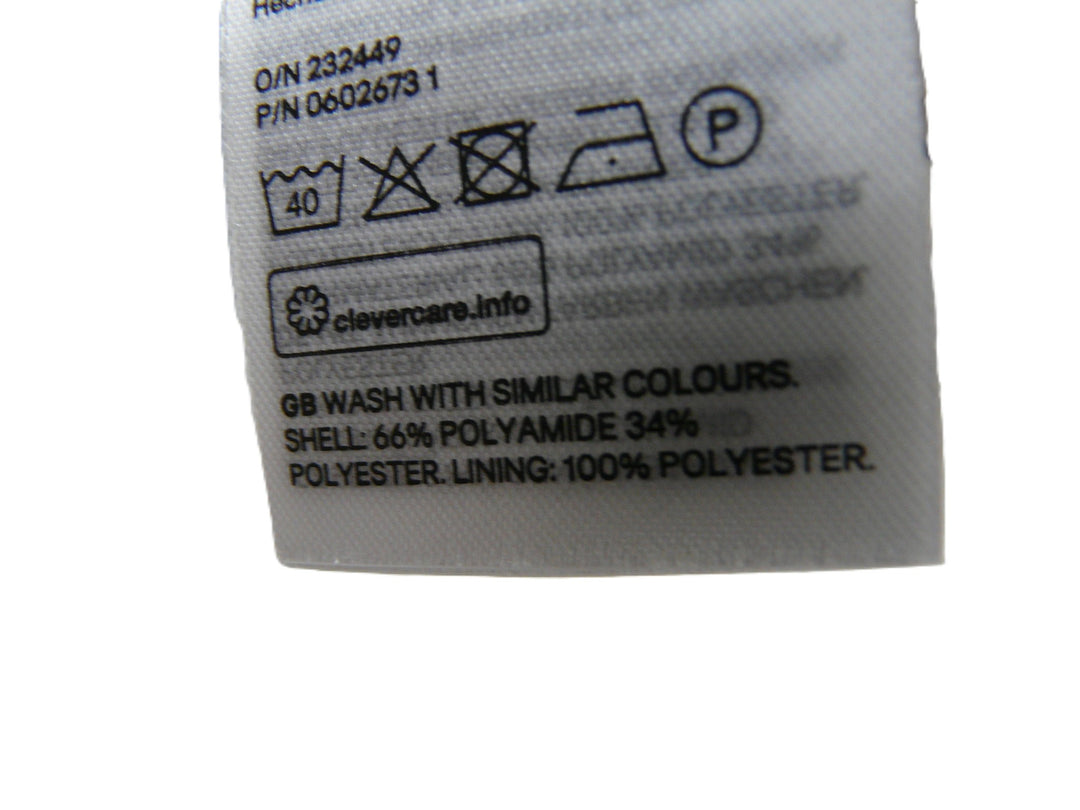 O/N 232449
P/N 0602673 1
40
P
clevercare.info
GB WASH WITH SIMILAR COLOURS.
SHELL: 66% POLYAMIDE 34%
POLYESTER. LINING: 100% POLYESTER.